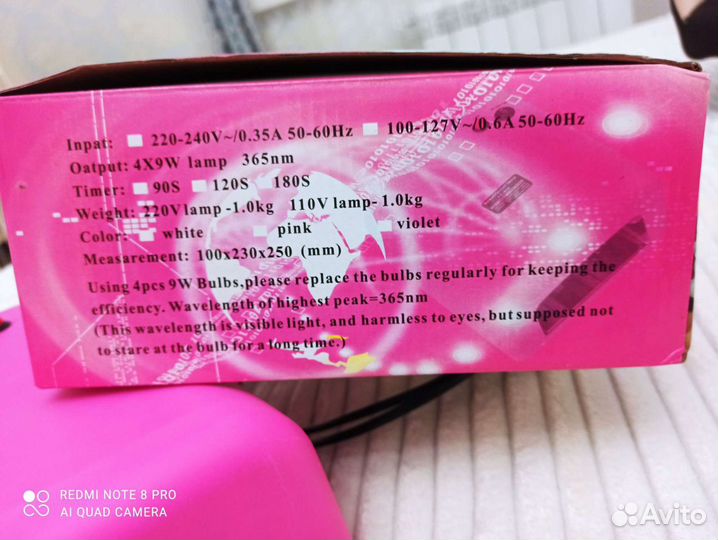 Inpat: 220-240V~/0.35A 50-60Hz 100-127V~/0.6A 50-60Hz
Output: 4X9W lamp 365nm
Timer: 90S 120S 180S
Weight: 220V lamp-1.0kg 110V lamp-1.0kg
Color: white pink violet
Measarement: 100x230x250 (mm)
Using 4pcs 9W Bulbs,please replace the bulbs regularly for keeping the
efficiency. Wavelength of highest peak=365nm
(This wavelength is visible light, and harmless to eyes, but supposed not
to stare at the bulb for a long time.)
REDMI NOTE 8 PRO
AI QUAD CAMERA
Avito